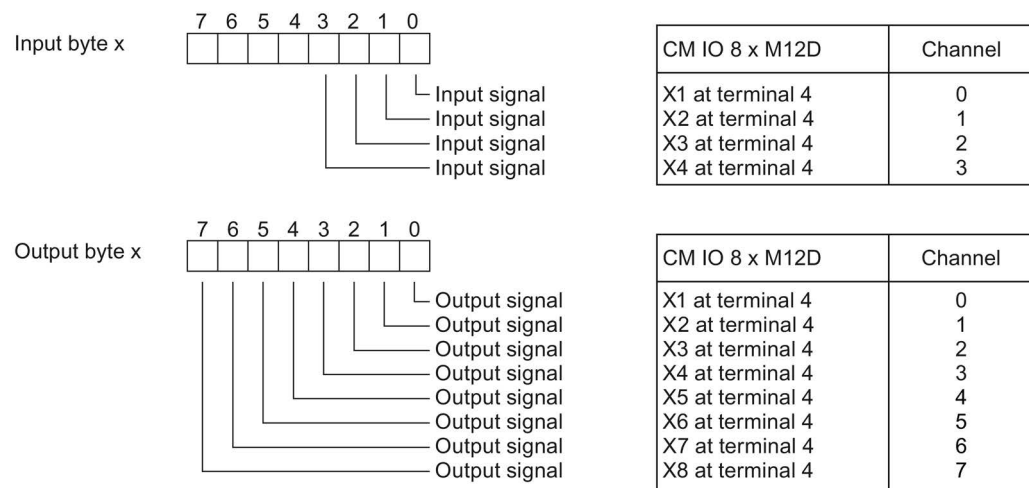 7 6 5 4 3 2 1 0
Input byte x
Input signal
Input signal
Input signal
Input signal
CM IO 8 x M12D Channel
X1 at terminal 4 0
X2 at terminal 4 1
X3 at terminal 4 2
X4 at terminal 4 3
7 6 5 4 3 2 1 0
Output byte x
Output signal
Output signal
Output signal
Output signal
Output signal
Output signal
Output signal
Output signal
CM IO 8 x M12D Channel
X1 at terminal 4 0
X2 at terminal 4 1
X3 at terminal 4 2
X4 at terminal 4 3
X5 at terminal 4 4
X6 at terminal 4 5
X7 at terminal 4 6
X8 at terminal 4 7